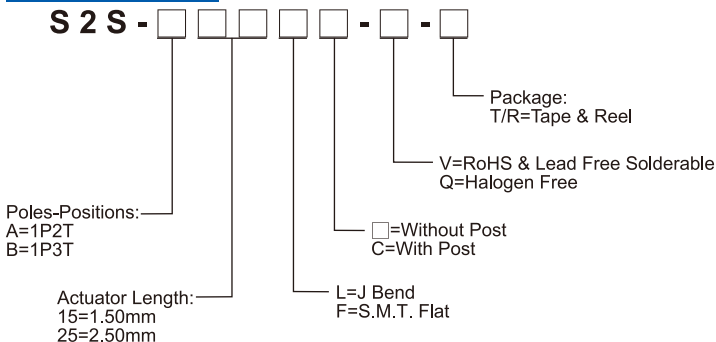 S2S-□□□□□-□-□
Package:
T/R=Tape & Reel
V=RoHS & Lead Free Solderable
Q=Halogen Free
□=Without Post
C=With Post
L=J Bend
F=S.M.T. Flat
Poles-Positions:
A=1P2T
B=1P3T
Actuator Length:
15=1.50mm
25=2.50mm